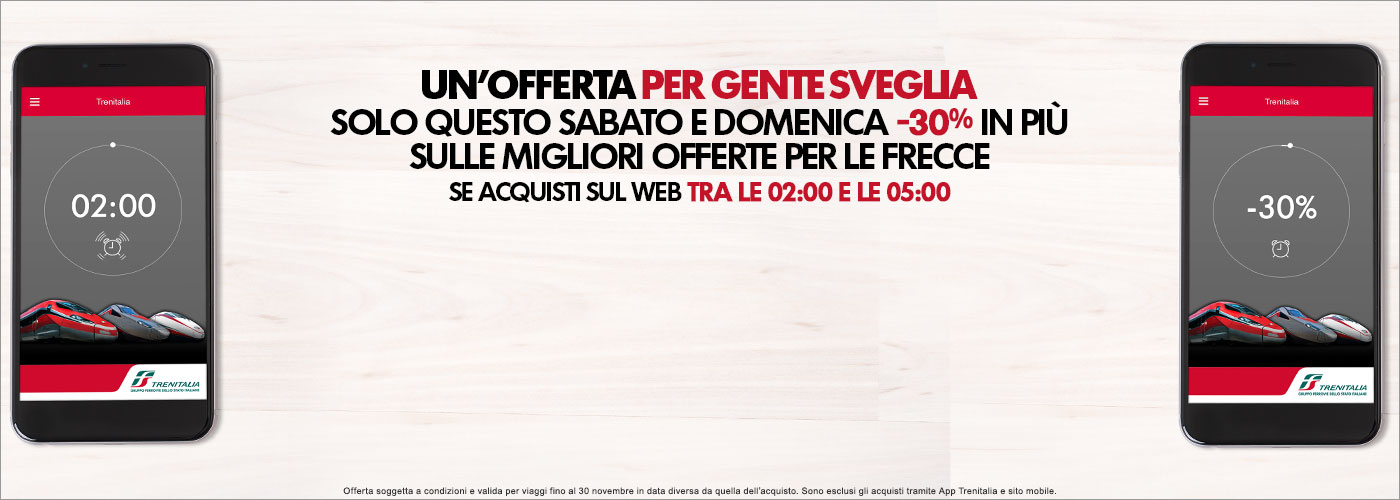 UN'OFFERTA PER GENTE SVEGLIA
SOLO QUESTO SABATO E DOMENICA -30% IN PIÙ
SULLE MIGLIORI OFFERTE PER LE FRECCE
SE ACQUISTI SUL WEB TRA LE 02:00 E LE 05:00
Trenitalia
02:00
TRENITALIA
GRUPPO FERROVIE DELLO STATO ITALIANE
Trenitalia
-30%
TRENITALIA
GRUPPO FERROVIE DELLO STATO ITALIANE
Offerta soggetta a condizioni e valida per viaggi fino al 30 novembre in data diversa da quella dell'acquisto. Sono esclusi gli acquisti tramite App Trenitalia e sito mobile.